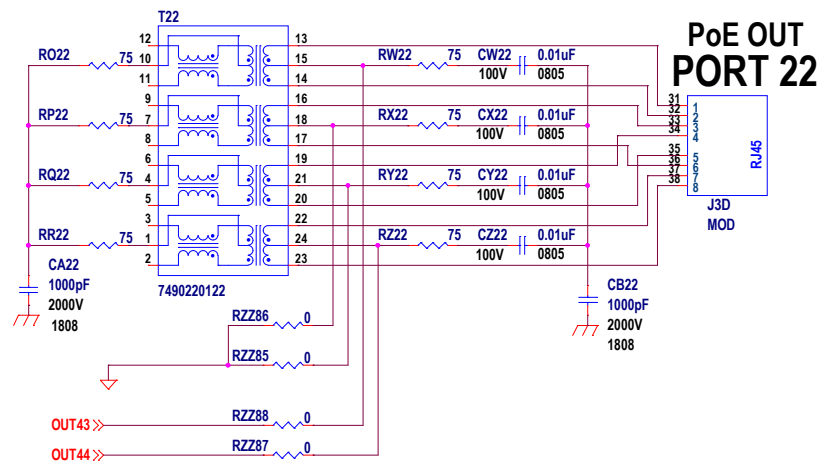 T22
PoE OUT
PORT 22
12 13
RO22 75 10 15 RW22 75 CW22 0.01uF
100V 0805
11 14
9 16
RP22 75 7 18 RX22 75 CX22 0.01uF
100V 0805
8 17
6 19
RQ22 75 4 21 RY22 75 CY22 0.01uF
100V 0805
5 20
3 22
RR22 75 1 24 RZ22 75 CZ22 0.01uF
100V 0805
2 23
31 1
32 2
33 3
34 4
35 5
36 6
37 7
38 8
RJ45
J3D
MOD
CA22
1000pF
2000V
1808
7490220122
CB22
1000pF
2000V
1808
RZZ86 0
RZZ85 0
RZZ88 0
OUT43
RZZ87 0
OUT44